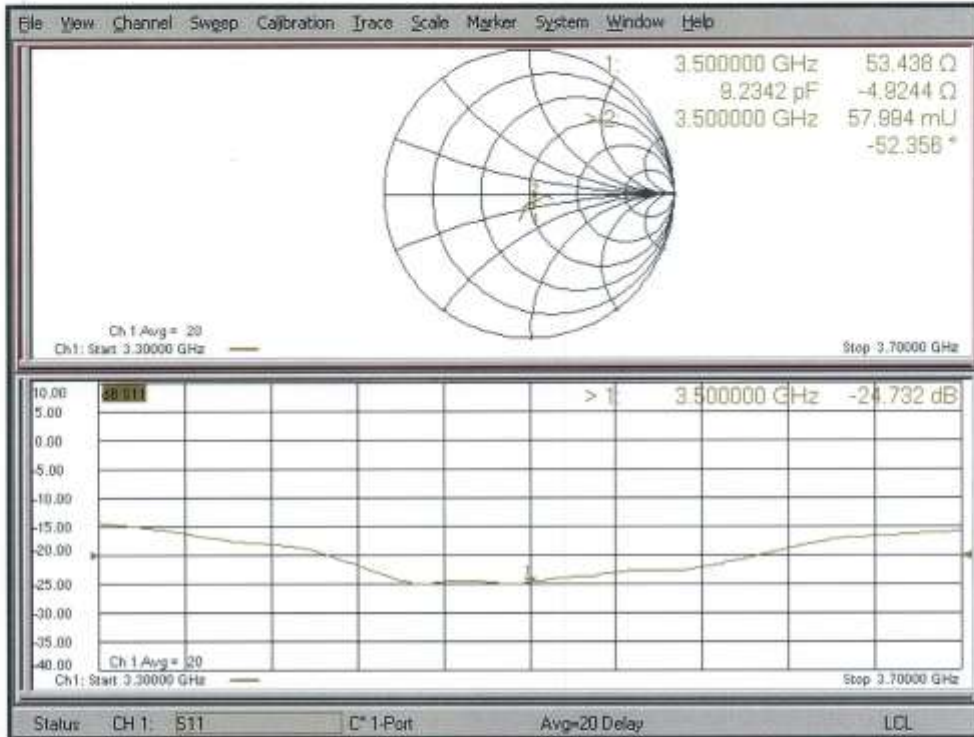 File View Channel Sweep Calibration Trace Scale Marker System Window Help
1: 3.500000 GHz 53.438 Ω
9.2342 pF -4.9244 Ω
> 2: 3.500000 GHz 57.994 mU
-52.356 °
Ch 1 Avg = 20
Ch1: Start 3.30000 GHz Stop 3.70000 GHz
10.00 dB S11 > 1: 3.500000 GHz -24.732 dB
5.00
0.00
-5.00
-10.00
-15.00
-20.00
-25.00
-30.00
-35.00
-40.00
Ch 1 Avg = 20
Ch1: Start 3.30000 GHz Stop 3.70000 GHz
Status CH 1: S11 C* 1-Port Avg=20 Delay LCL